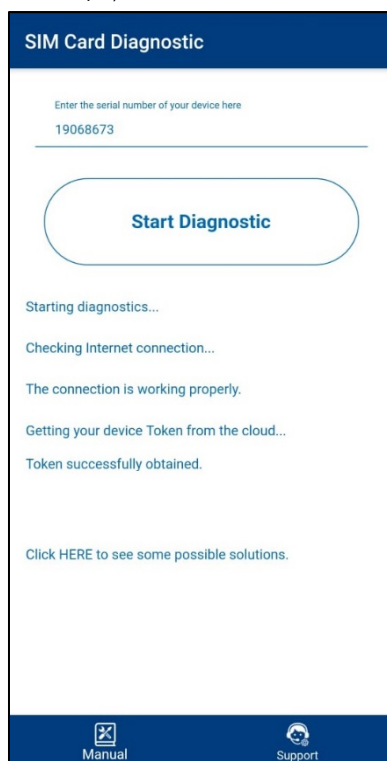 SIM Card Diagnostic
Enter the serial number of your device here
19068673
Start Diagnostic
Starting diagnostics...
Checking Internet connection...
The connection is working properly.
Getting your device Token from the cloud...
Token successfully obtained.
Click HERE to see some possible solutions.
Manual
Support